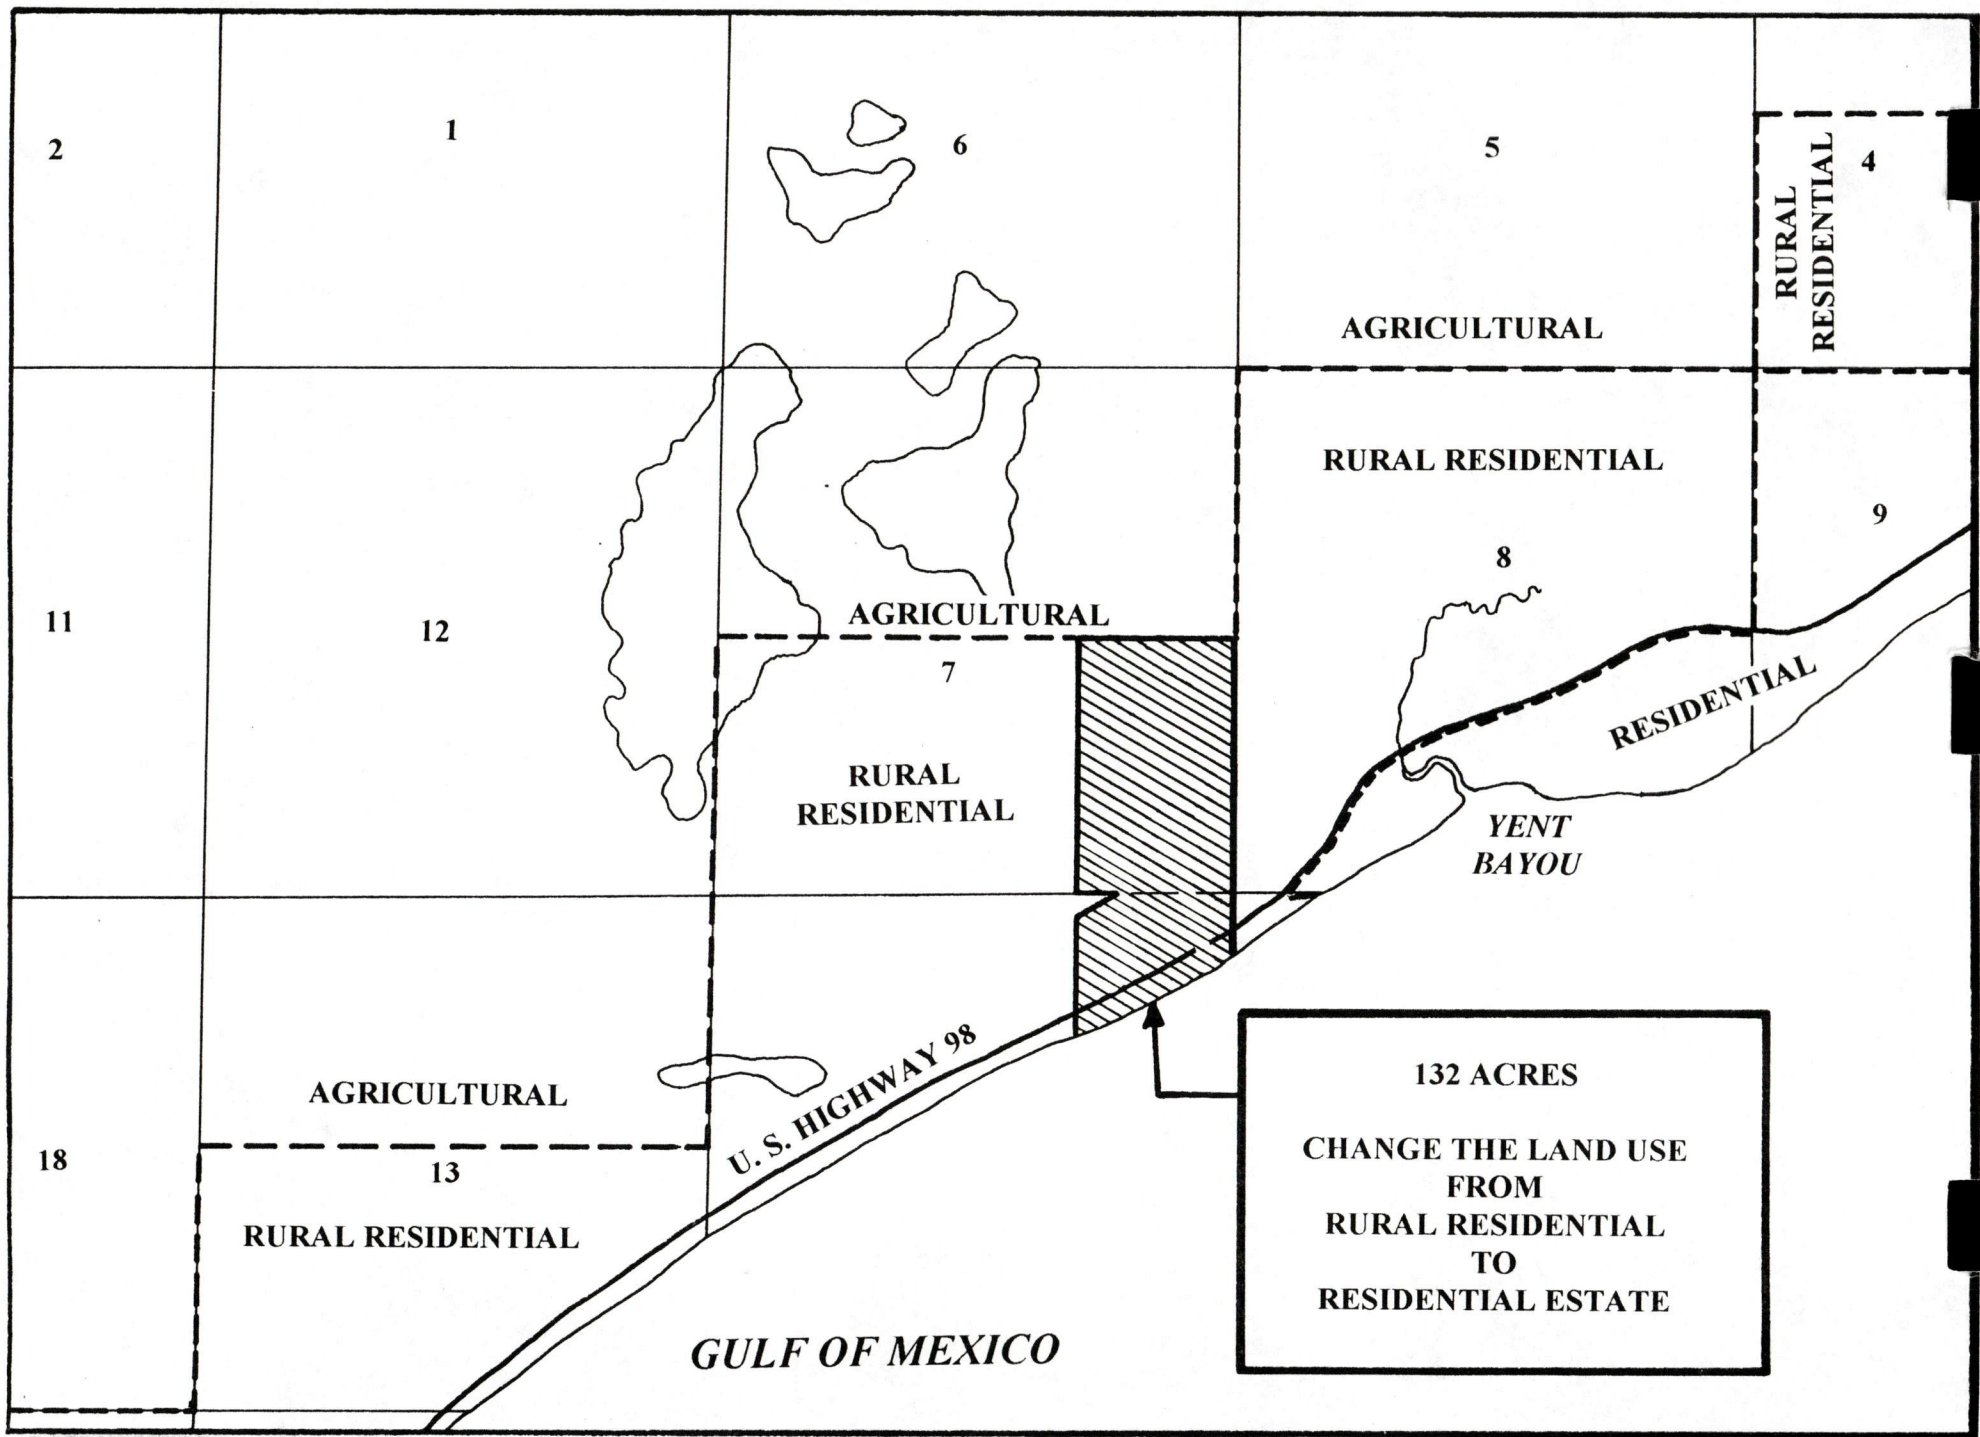 2
1
6
5
4
RURAL
RESIDENTIAL
AGRICULTURAL
RURAL RESIDENTIAL
9
8
11
12
AGRICULTURAL
7
RESIDENTIAL
RURAL
RESIDENTIAL
YENT
BAYOU
U. S. HIGHWAY 98
AGRICULTURAL
18
13
RURAL RESIDENTIAL
GULF OF MEXICO
132 ACRES
CHANGE THE LAND USE
FROM
RURAL RESIDENTIAL
TO
RESIDENTIAL ESTATE